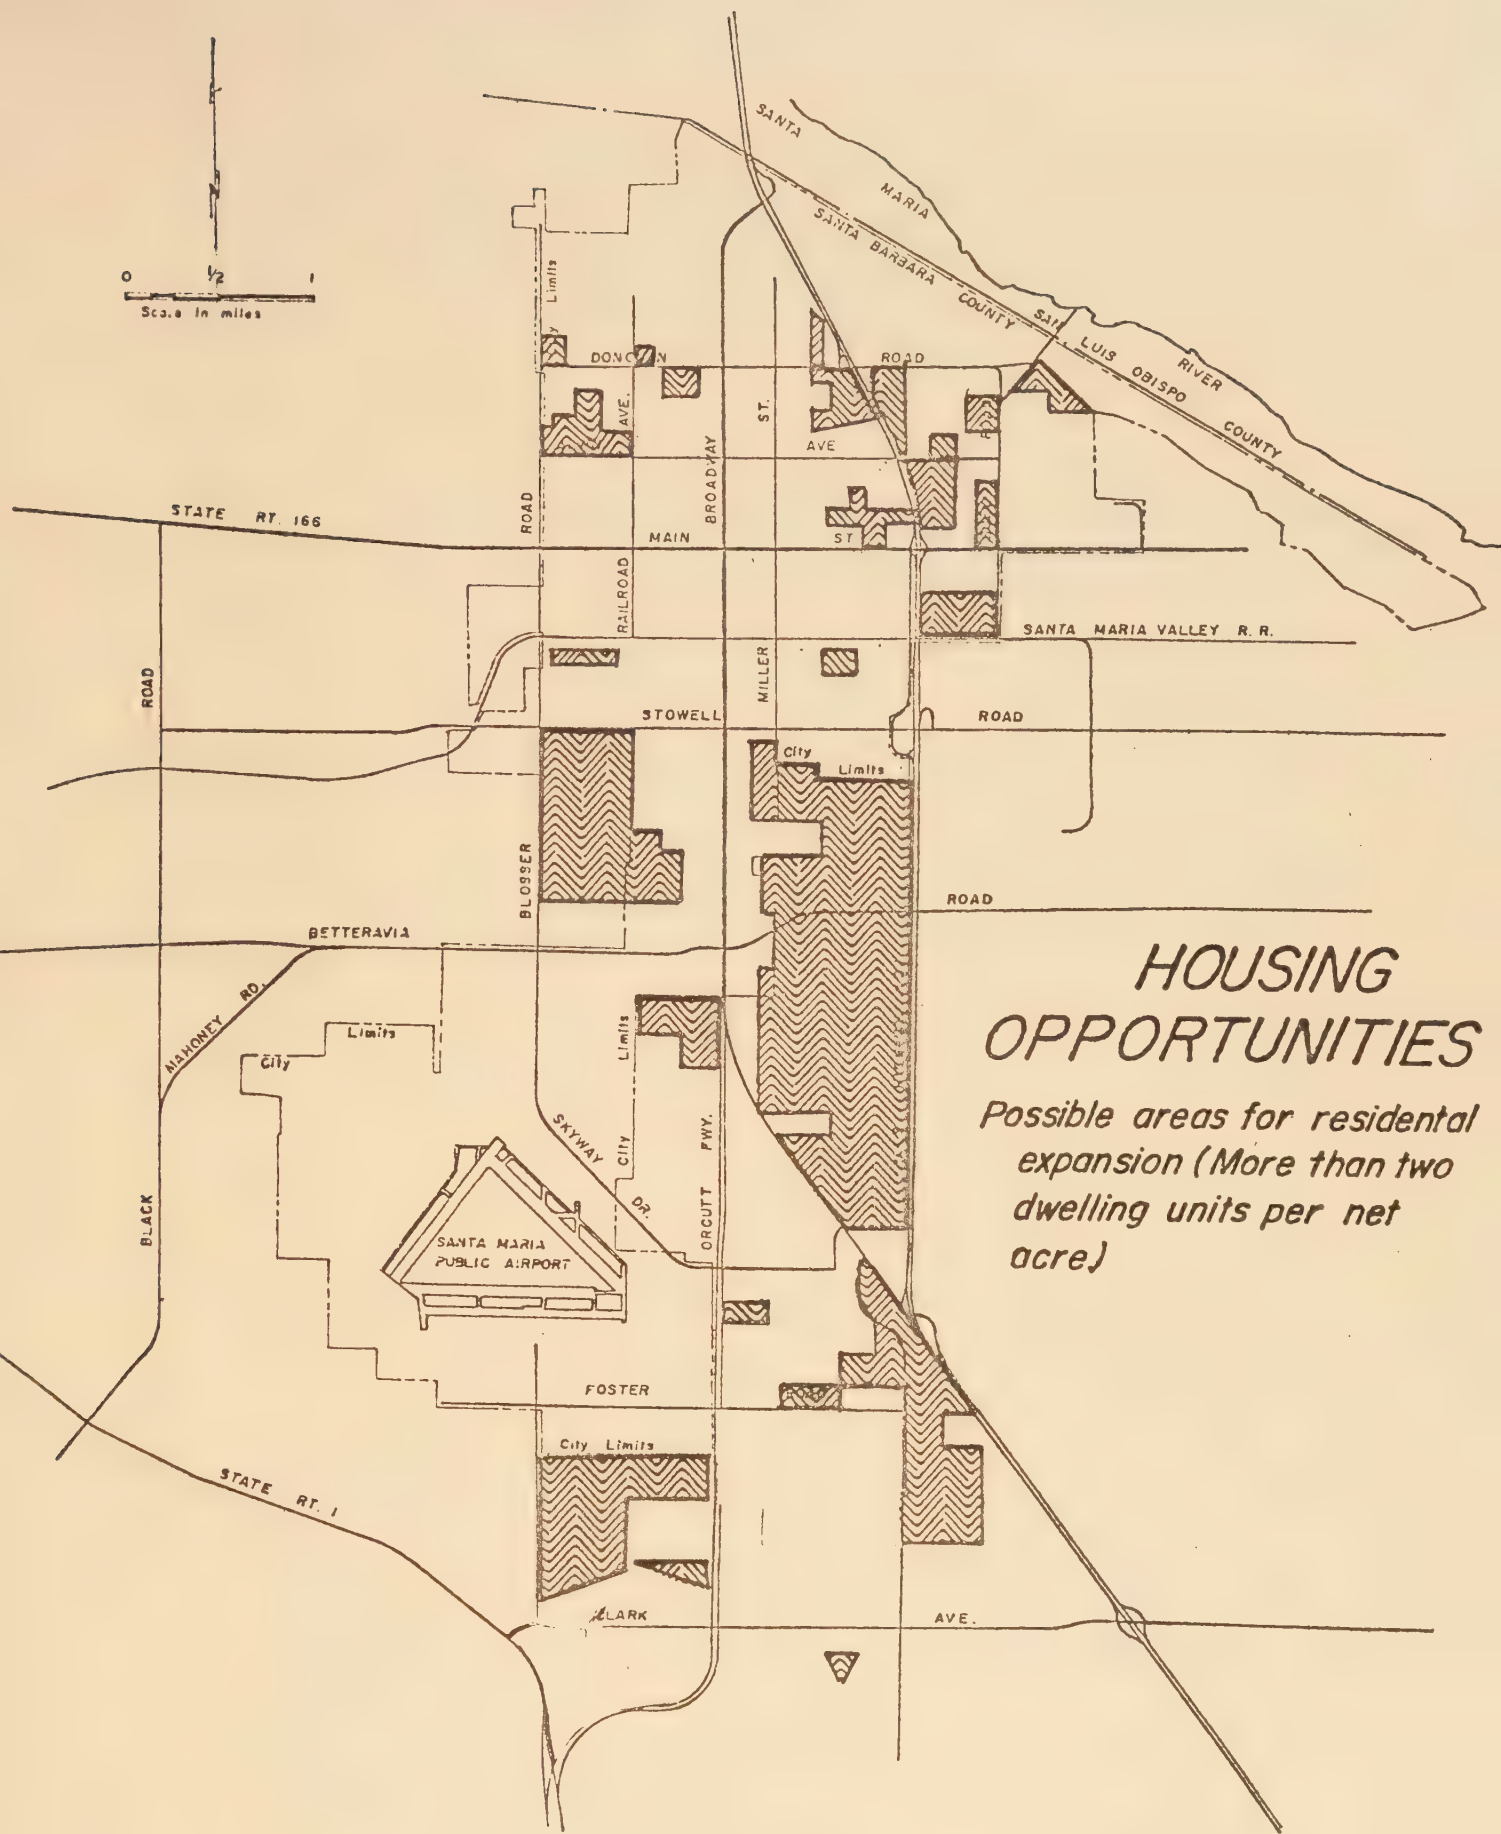 SANTA
MARIA
RIVER
SANTA BARBARA COUNTY
SAN LUIS OBISPO COUNTY
0 1/2 1
Scale in miles
City Limits
DONOVAN ROAD
AVE.
ST.
AVE
BROADWAY
ROAD
STATE RT. 166
MAIN ST
RAILROAD
SANTA MARIA VALLEY R. R.
MILLER
ROAD
STOWELL ROAD
City Limits
BLOSSER
ROAD
BETTERAVIA
HOUSING
OPPORTUNITIES
MAHONEY RD.
City Limits
City Limits
Possible areas for residental
expansion (More than two
dwelling units per net
acre)
SKYWAY DR.
ORCUTT FWY.
BLACK
SANTA MARIA
PUBLIC AIRPORT
FOSTER
City Limits
STATE RT. 1
CLARK AVE.